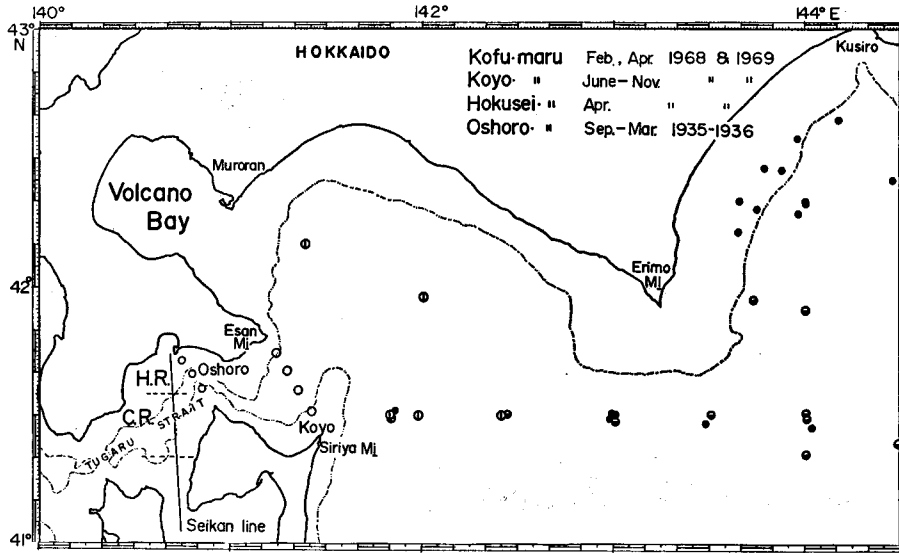 140° 142° 144° E
43°
N
HOKKAIDO
Kusiro
Kofu-maru Feb., Apr. 1968 & 1969
Koyo- " June-Nov. " "
Hokusei- " Apr. " "
Oshoro- " Sep.-Mar. 1935-1936
Muroran
Volcano
Bay
42°
Erimo
Mi
Esan
Mi
Oshoro
H.R.
C.R.
TUGARU STRAIT
Koyo
Siriya Mi
Seikan line
41°